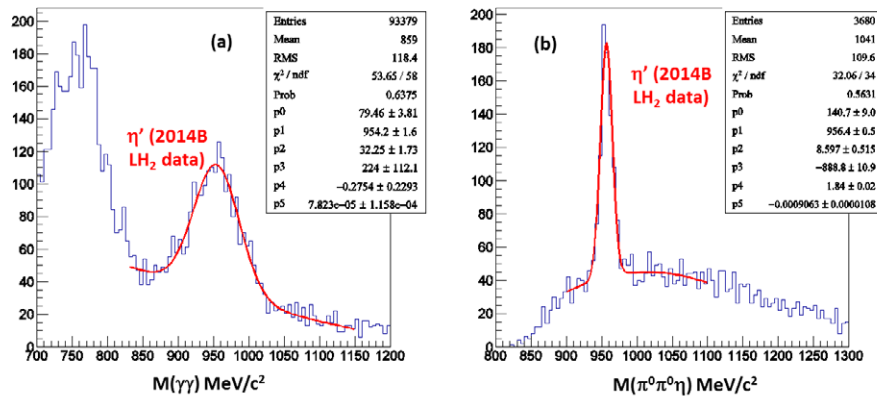 (a)
Entries 93379
Mean 859
RMS 118.4
χ² / ndf 53.65 / 58
Prob 0.6375
p0 79.46 ± 3.81
p1 954.2 ± 1.6
p2 32.25 ± 1.73
p3 224 ± 112.1
p4 −0.2754 ± 0.2293
p5 7.823e−05 ± 1.158e−04
η' (2014B
LH₂ data)
200
180
160
140
120
100
80
60
40
20
0
700 750 800 850 900 950 1000 1050 1100 1150 1200
M(γγ) MeV/c²
(b)
Entries 3680
Mean 1041
RMS 109.6
χ² / ndf 32.06 / 34
Prob 0.5631
p0 140.7 ± 9.0
p1 956.4 ± 0.5
p2 8.597 ± 0.515
p3 −888.8 ± 10.9
p4 1.84 ± 0.02
p5 −0.0009063 ± 0.0000108
η' (2014B
LH₂ data)
200
180
160
140
120
100
80
60
40
20
0
800 900 950 1000 1050 1100 1150 1200 1250 1300
M(π⁰π⁰η) MeV/c²